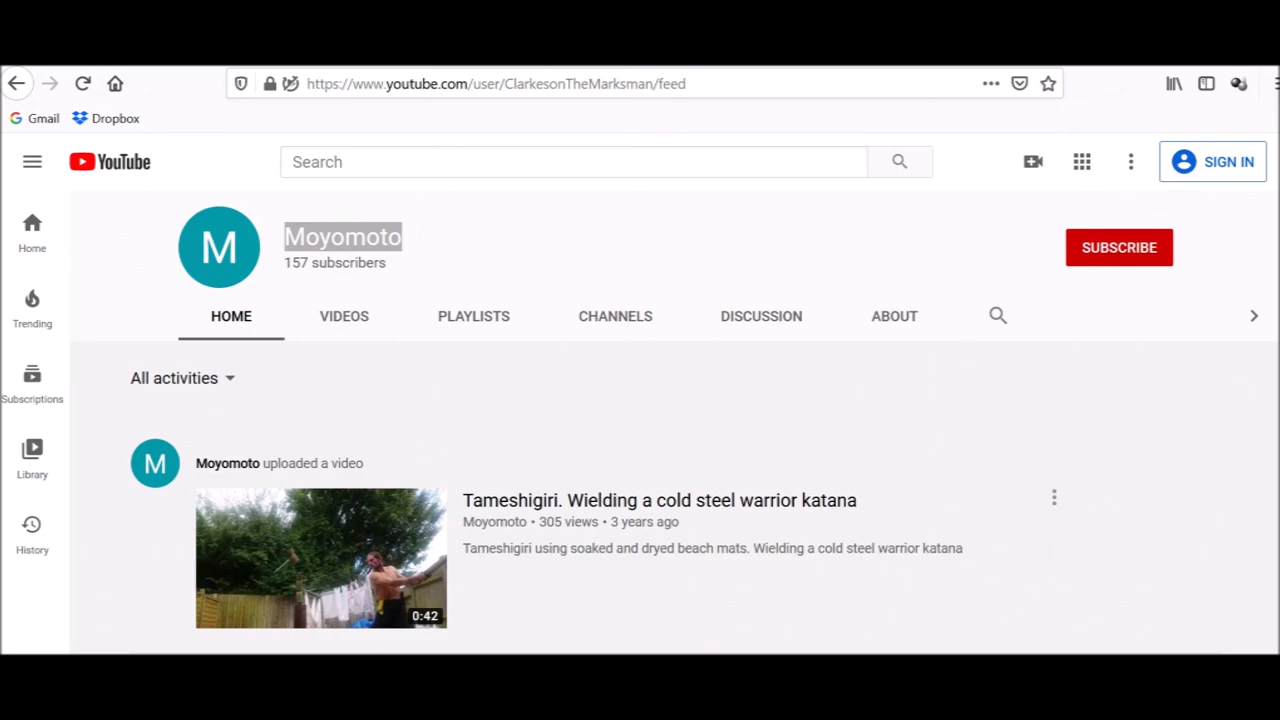 https://www.youtube.com/user/ClarkesonTheMarksman/feed
Gmail Dropbox
YouTube
Search
SIGN IN
M
Moyomoto
157 subscribers
SUBSCRIBE
HOME VIDEOS PLAYLISTS CHANNELS DISCUSSION ABOUT
Home
Trending
Subscriptions
Library
History
All activities
M
Moyomoto uploaded a video
0:42
Tameshigiri. Wielding a cold steel warrior katana
Moyomoto • 305 views • 3 years ago
Tameshigiri using soaked and dryed beach mats. Wielding a cold steel warrior katana